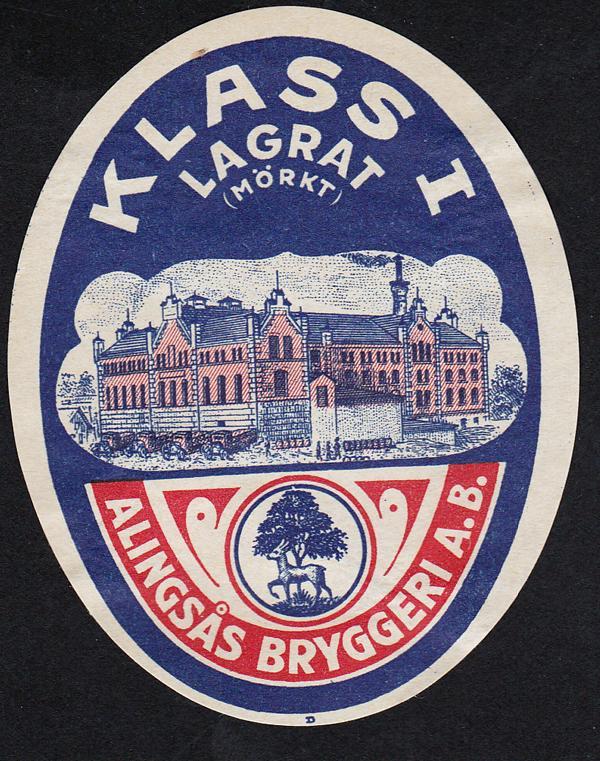 KLASS I
LAGRAT
(MÖRKT)
ALINGSÅS BRYGGERI A.B.
D